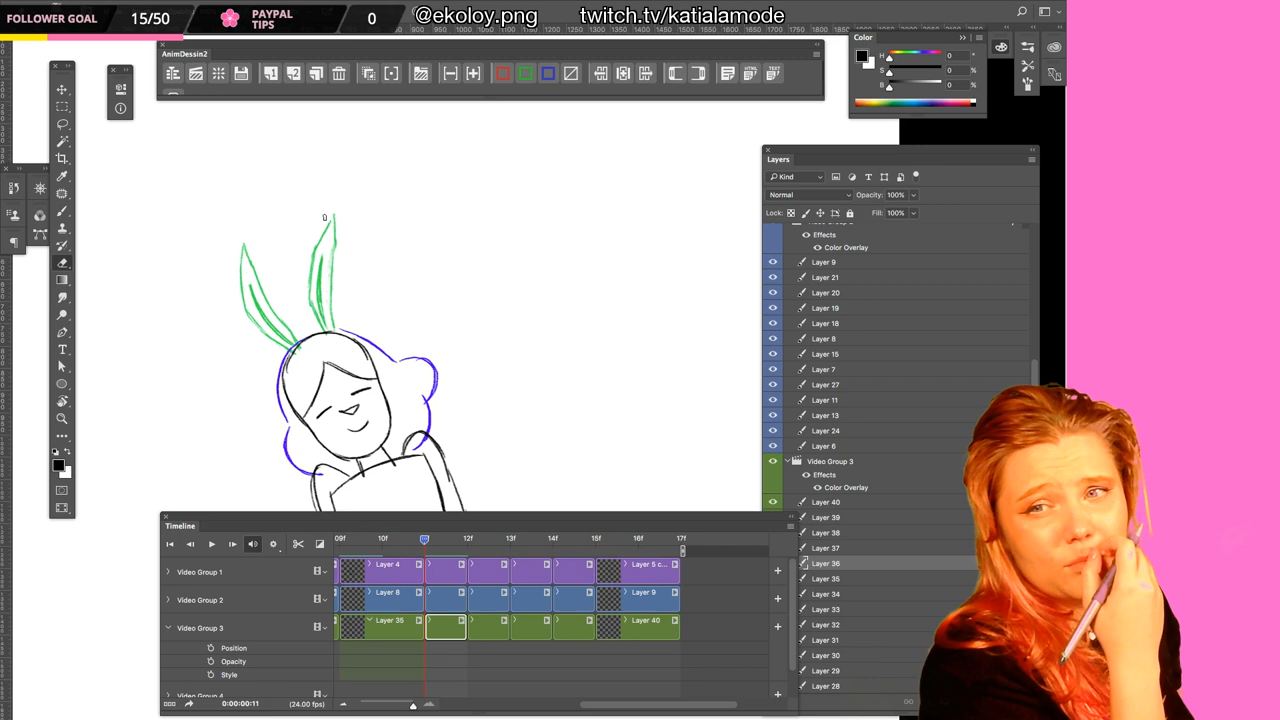 FOLLOWER GOAL 15/50 PAYPAL TIPS 0 @ekoloy.png twitch.tv/katialamode
AnimDessin2
Color
H 0 °
S 0 %
B 0 %
Layers
Kind
Normal Opacity: 100%
Lock: Fill: 100%
Effects
Color Overlay
Layer 9
Layer 21
Layer 20
Layer 19
Layer 18
Layer 8
Layer 15
Layer 7
Layer 27
Layer 11
Layer 13
Layer 24
Layer 6
Video Group 3
Effects
Color Overlay
Layer 40
Layer 39
Layer 38
Layer 37
Layer 36
Layer 35
Layer 34
Layer 33
Layer 32
Layer 31
Layer 30
Layer 29
Layer 28
Timeline
09f 10f 12f 13f 14f 15f 16f 17f
Video Group 1 Layer 4 Layer 5 c...
Video Group 2 Layer 8 Layer 9
Video Group 3 Layer 35 Layer 40
Position
Opacity
Style
Video Group 4
0:00:00:11 (24.00 fps)